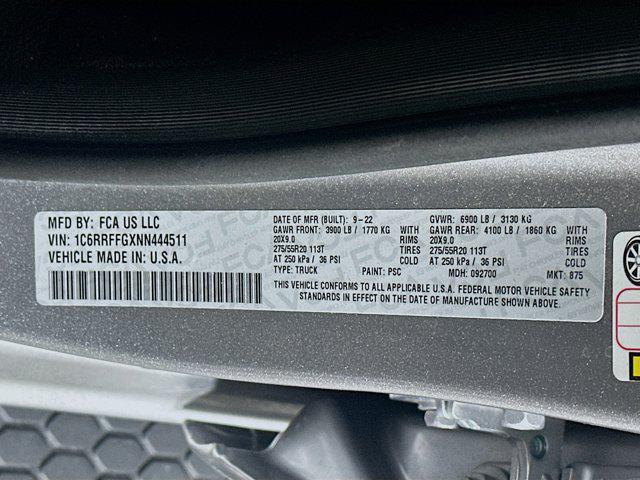 MFD BY: FCA US LLC
VIN: 1C6RRFFGXNN444511
VEHICLE MADE IN: U.S.A.
DATE OF MFR (BUILT): 9-22 GVWR: 6900 LB / 3130 KG
GAWR FRONT: 3900 LB / 1770 KG WITH GAWR REAR: 4100 LB / 1860 KG WITH
20X9.0 RIMS 20X9.0 RIMS
275/55R20 113T TIRES 275/55R20 113T TIRES
AT 250 kPa / 36 PSI COLD AT 250 kPa / 36 PSI COLD
TYPE: TRUCK PAINT: PSC MDH: 092700 MKT: 875
THIS VEHICLE CONFORMS TO ALL APPLICABLE U.S.A. FEDERAL MOTOR VEHICLE SAFETY
STANDARDS IN EFFECT ON THE DATE OF MANUFACTURE SHOWN ABOVE